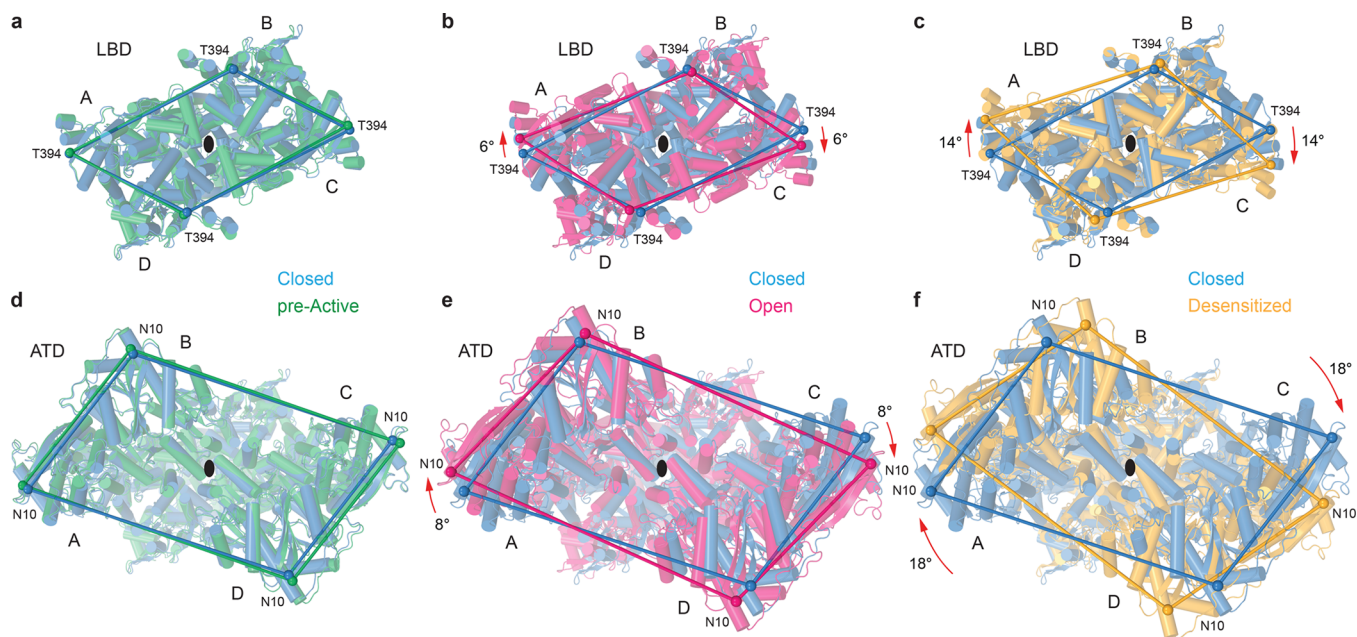 a
B
LBD
T394
A
T394
T394
C
T394
D
b
B
LBD
T394
A
T394
6°
6°
T394
C
T394
D
c
B
LBD
T394
A
T394
14°
14°
T394
C
T394
D
Closed
pre-Active
Closed
Open
Closed
Desensitized
d
N10
B
ATD
C
N10
N10
A
D
N10
e
N10
B
ATD
C
8°
N10
N10
8°
A
D
N10
f
N10
B
ATD
C
18°
N10
N10
A
18°
D
N10